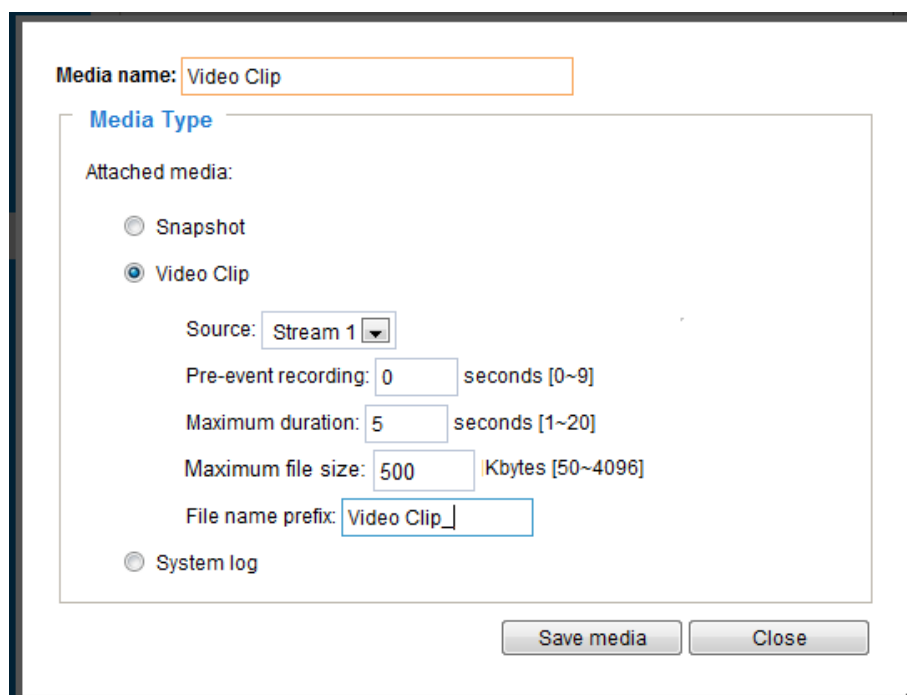 Media name: Video Clip
Media Type
Attached media:
Snapshot
Video Clip
Source: Stream 1
Pre-event recording: 0 seconds [0~9]
Maximum duration: 5 seconds [1~20]
Maximum file size: 500 Kbytes [50~4096]
File name prefix: Video Clip_
System log
Save media Close